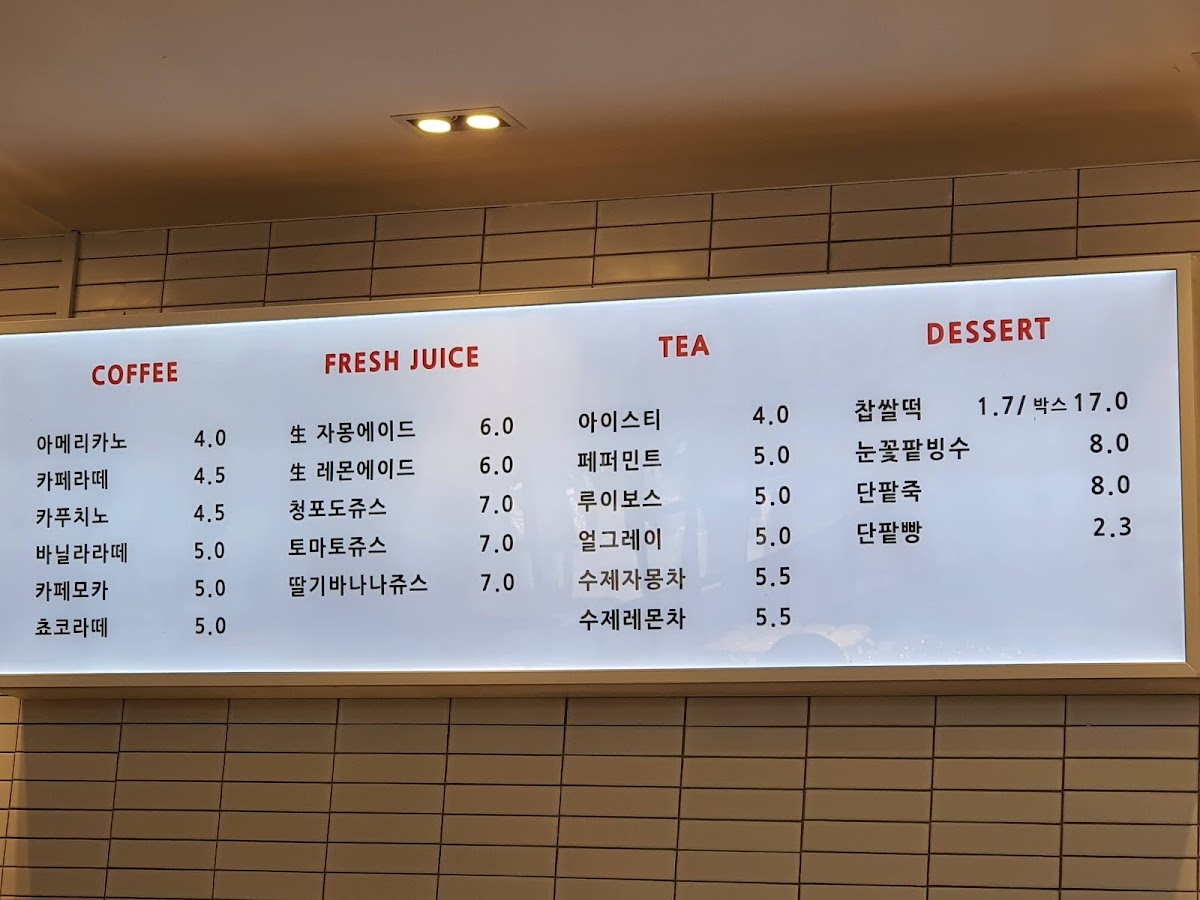 COFFEE
아메리카노 4.0
카페라떼 4.5
카푸치노 4.5
바닐라라떼 5.0
카페모카 5.0
쵸코라떼 5.0
FRESH JUICE
生 자몽에이드 6.0
生 레몬에이드 6.0
청포도쥬스 7.0
토마토쥬스 7.0
딸기바나나쥬스 7.0
TEA
아이스티 4.0
페퍼민트 5.0
루이보스 5.0
얼그레이 5.0
수제자몽차 5.5
수제레몬차 5.5
DESSERT
찹쌀떡 1.7/ 박스 17.0
눈꽃팥빙수 8.0
단팥죽 8.0
단팥빵 2.3